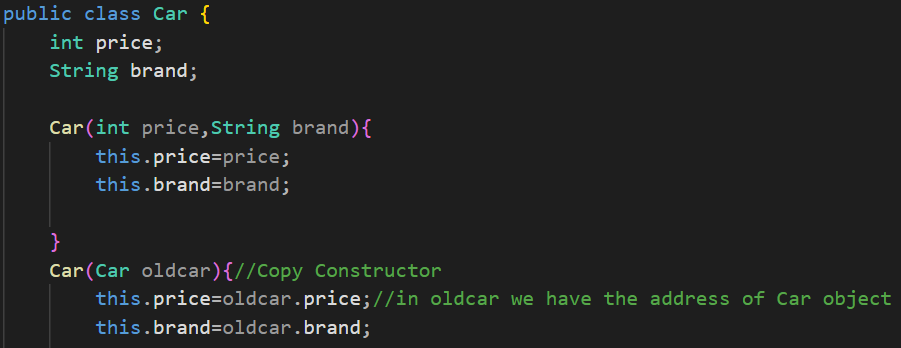 public class Car {
    int price;
    String brand;

    Car(int price,String brand){
        this.price=price;
        this.brand=brand;

    }
    Car(Car oldcar){//Copy Constructor
        this.price=oldcar.price;//in oldcar we have the address of Car object
        this.brand=oldcar.brand;